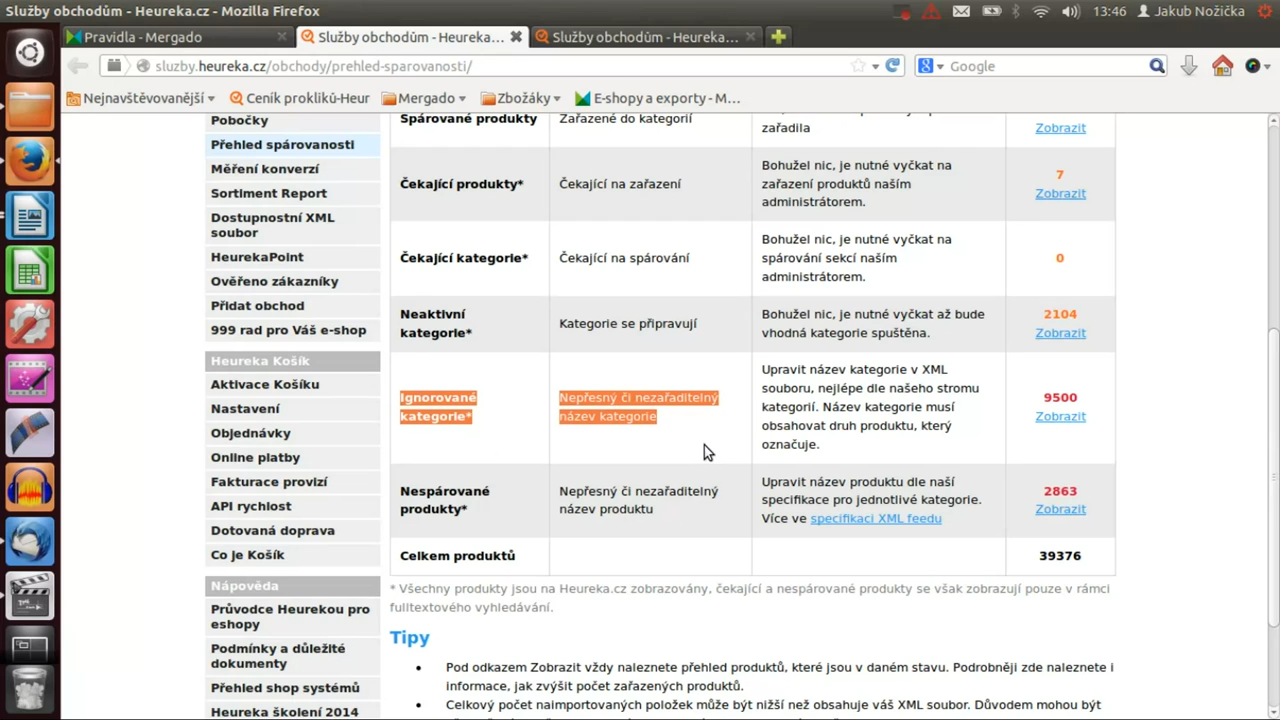 Služby obchodům - Heureka.cz - Mozilla Firefox
13:46 Jakub Nožička
Pravidla - Mergado
Služby obchodům - Heureka...
Služby obchodům - Heureka...
sluzby.heureka.cz/obchody/prehled-sparovanosti/
Google
Nejnavštěvovanější
Ceník prokliků-Heur
Mergado
Zbožáky
E-shopy a exporty - M...
Pobočky
Přehled spárovanosti
Měření konverzí
Sortiment Report
Dostupnostní XML
soubor
HeurekaPoint
Ověřeno zákazníky
Přidat obchod
999 rad pro Váš e-shop
Heureka Košík
Aktivace Košíku
Nastavení
Objednávky
Online platby
Fakturace provizí
API rychlost
Dotovaná doprava
Co je Košík
Nápověda
Průvodce Heurekou pro
eshopy
Podmínky a důležité
dokumenty
Přehled shop systémů
Heureka školení 2014
Spárované produkty
Zařazené do kategorií
zařadila
Zobrazit
Čekající produkty*
Čekající na zařazení
Bohužel nic, je nutné vyčkat na
zařazení produktů naším
administrátorem.
7
Zobrazit
Čekající kategorie*
Čekající na spárování
Bohužel nic, je nutné vyčkat na
spárování sekcí naším
administrátorem.
0
Neaktivní
kategorie*
Kategorie se připravují
Bohužel nic, je nutné vyčkat až bude
vhodná kategorie spuštěna.
2104
Zobrazit
Ignorované
kategorie*
Nepřesný či nezařaditelný
název kategorie
Upravit název kategorie v XML
souboru, nejlépe dle našeho stromu
kategorií. Název kategorie musí
obsahovat druh produktu, který
označuje.
9500
Zobrazit
Nespárované
produkty*
Nepřesný či nezařaditelný
název produktu
Upravit název produktu dle naší
specifikace pro jednotlivé kategorie.
Více ve specifikaci XML feedu
2863
Zobrazit
Celkem produktů
39376
* Všechny produkty jsou na Heureka.cz zobrazovány, čekající a nespárované produkty se však zobrazují pouze v rámci
fulltextového vyhledávání.
Tipy
• Pod odkazem Zobrazit vždy naleznete přehled produktů, které jsou v daném stavu. Podrobněji zde naleznete i
informace, jak zvýšit počet zařazených produktů.
• Celkový počet naimportovaných položek může být nižší než obsahuje váš XML soubor. Důvodem mohou být